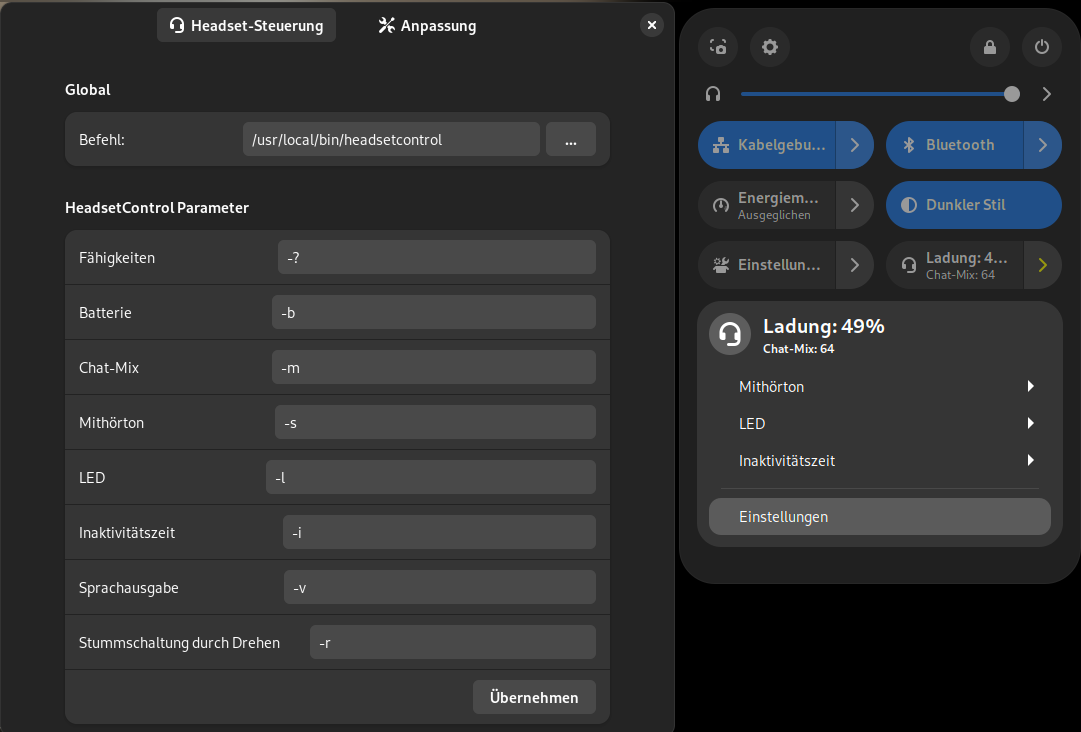 Headset-Steuerung
Anpassung
Global
Befehl:
/usr/local/bin/headsetcontrol
...
HeadsetControl Parameter
Fähigkeiten
-?
Batterie
-b
Chat-Mix
-m
Mithörton
-s
LED
-l
Inaktivitätszeit
-i
Sprachausgabe
-v
Stummschaltung durch Drehen
-r
Übernehmen
Kabelgebu...
Bluetooth
Energiem...
Ausgeglichen
Dunkler Stil
Einstellun...
Ladung: 4...
Chat-Mix: 64
Ladung: 49%
Chat-Mix: 64
Mithörton
LED
Inaktivitätszeit
Einstellungen